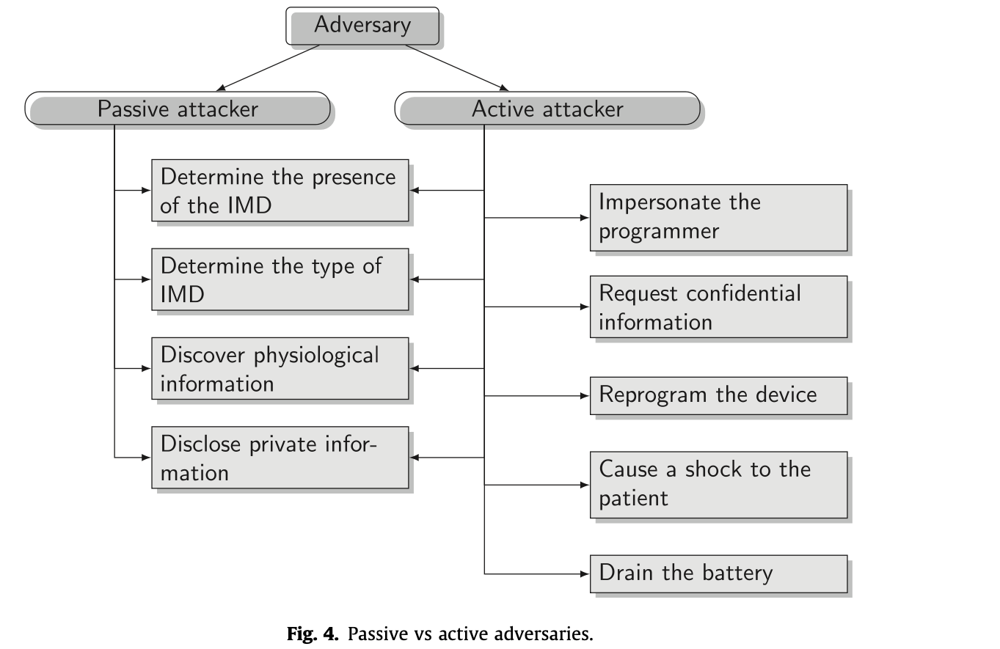 Adversary
Passive attacker
Active attacker
Determine the presence
of the IMD
Determine the type of
IMD
Discover physiological
information
Disclose private infor-
mation
Impersonate the
programmer
Request confidential
information
Reprogram the device
Cause a shock to the
patient
Drain the battery
Fig. 4. Passive vs active adversaries.